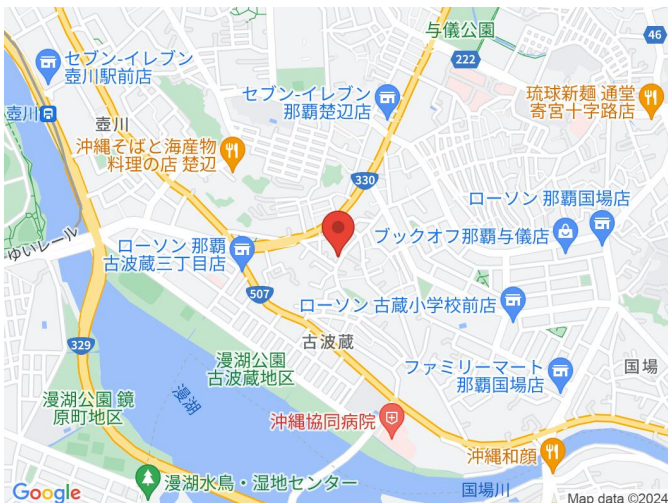 与儀公園
46
222
セブン-イレブン
壺川駅前店
セブン-イレブン
那覇楚辺店
琉球新麺 通堂
寄宮十字路店
壺川
壺川
沖縄そばと海産物
料理の店 楚辺
330
ローソン 那覇国場店
ゆいレール
ローソン 那覇
古波蔵三丁目店
ブックオフ那覇与儀店
507
ローソン 古蔵小学校前店
329
古波蔵
漫湖公園
古波蔵地区
ファミリーマート
那覇国場店
国場
漫湖公園 鏡
原町地区
漫湖
沖縄協同病院
沖縄和顔
漫湖水鳥・湿地センター
国場川
Google
Map data ©2024